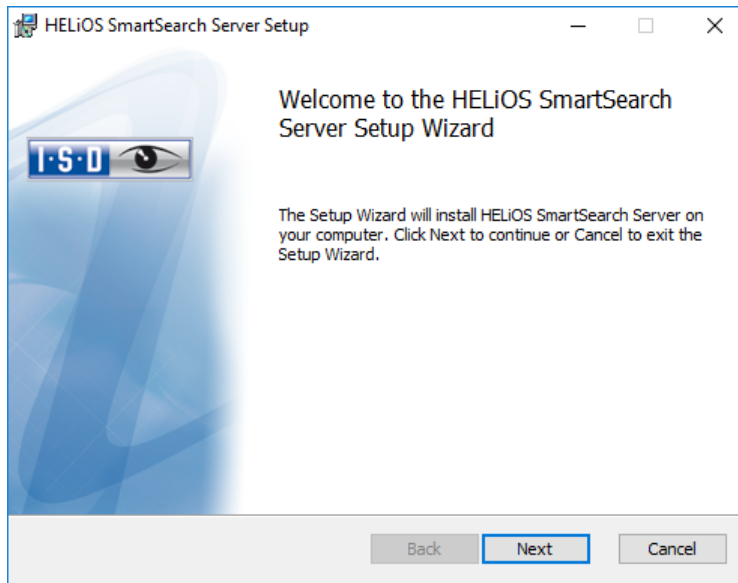 HELiOS SmartSearch Server Setup
Welcome to the HELiOS SmartSearch
Server Setup Wizard
I·S·D
The Setup Wizard will install HELiOS SmartSearch Server on
your computer. Click Next to continue or Cancel to exit the
Setup Wizard.
Back Next Cancel